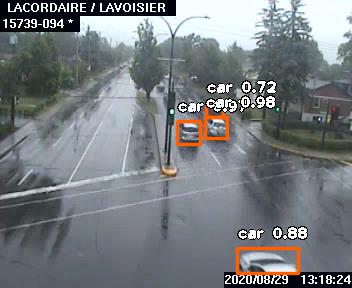 LACORDAIRE / LAVOISIER
15739-094 *
car 0.72
car 0.98
car 0.88
2020/08/29 13:18:24